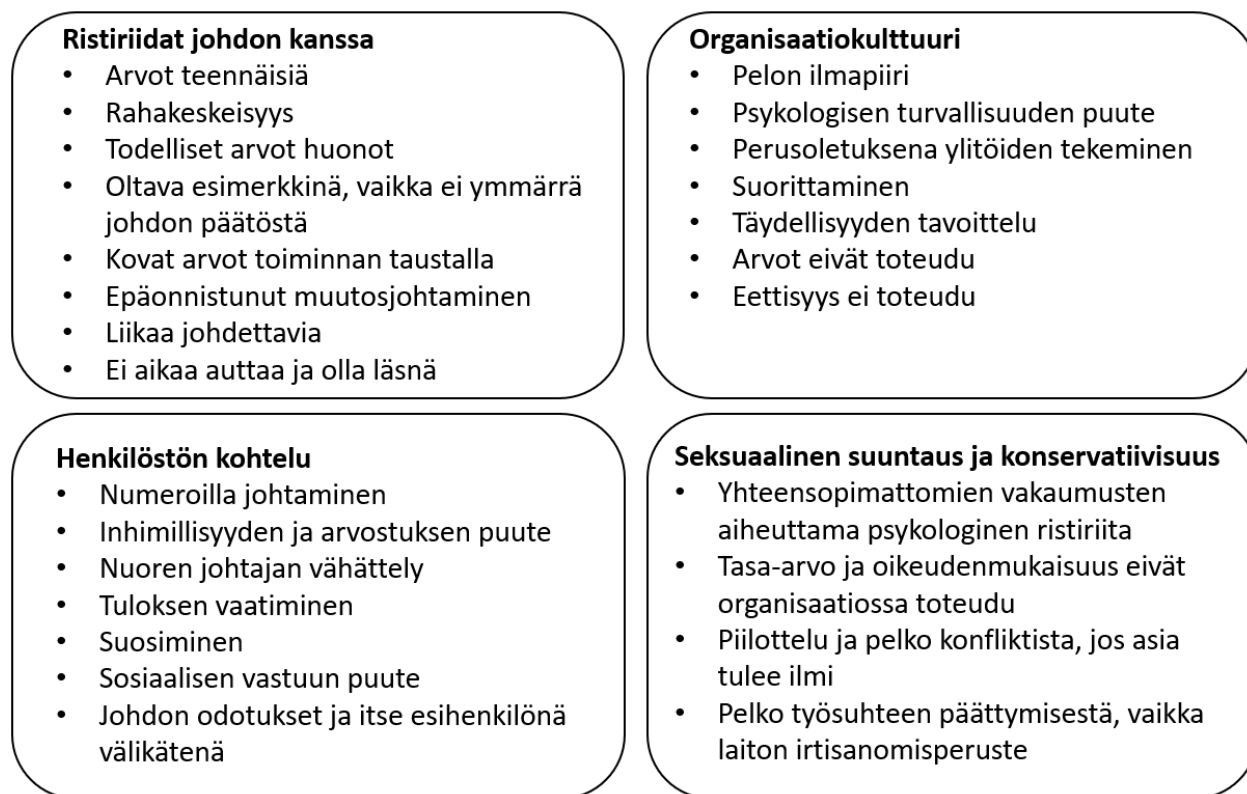 Ristiriidat johdon kanssa
• Arvot teennäisiä
• Rahakeskeisyys
• Todelliset arvot huonot
• Oltava esimerkkinä, vaikka ei ymmärrä
johdon päätöstä
• Kovat arvot toiminnan taustalla
• Epäonnistunut muutosjohtaminen
• Liikaa johdettavia
• Ei aikaa auttaa ja olla läsnä
Organisaatiokulttuuri
• Pelon ilmapiiri
• Psykologisen turvallisuuden puute
• Perusoletuksena ylitöiden tekeminen
• Suorittaminen
• Täydellisyyden tavoittelu
• Arvot eivät toteudu
• Eettisyys ei toteudu
Henkilöstön kohtelu
• Numeroilla johtaminen
• Inhimillisyyden ja arvostuksen puute
• Nuoren johtajan vähättely
• Tuloksen vaatiminen
• Suosiminen
• Sosiaalisen vastuun puute
• Johdon odotukset ja itse esihenkilönä
välikätenä
Seksuaalinen suuntaus ja konservatiivisuus
• Yhteensopimattomien vakaumusten
aiheuttama psykologinen ristiriita
• Tasa-arvo ja oikeudenmukaisuus eivät
organisaatiossa toteudu
• Piilottelu ja pelko konfliktista, jos asia
tulee ilmi
• Pelko työsuhteen päättymisestä, vaikka
laiton irtisanomisperuste